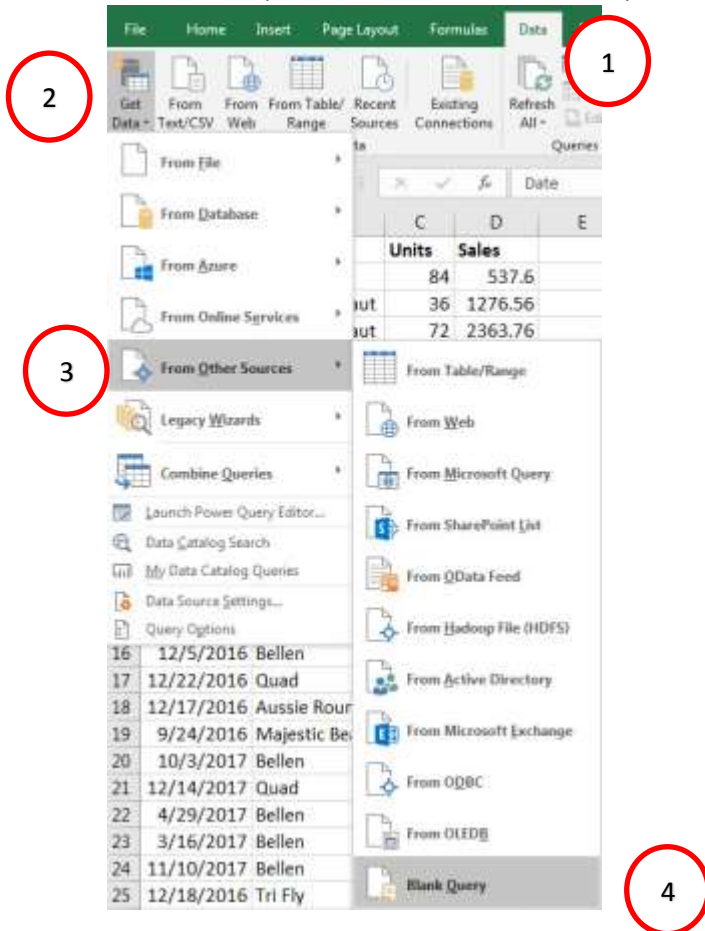 File Home Insert Page Layout Formulas Data
1
2
Get Data From Text/CSV From Web From Table/Range Recent Sources Existing Connections Refresh All
Queries
From File
fx Date
From Database
C D E
Units Sales
From Azure
84 537.6
From Online Services
aut 36 1276.56
aut 72 2363.76
3
From Other Sources
From Table/Range
Legacy Wizards
From Web
Combine Queries
From Microsoft Query
Launch Power Query Editor...
From SharePoint List
Data Catalog Search
My Data Catalog Queries
From OData Feed
Data Source Settings...
Query Options
From Hadoop File (HDFS)
16 12/5/2016 Bellen
17 12/22/2016 Quad
From Active Directory
18 12/17/2016 Aussie Roun
19 9/24/2016 Majestic Be
From Microsoft Exchange
20 10/3/2017 Bellen
21 12/14/2017 Quad
From ODBC
22 4/29/2017 Bellen
23 3/16/2017 Bellen
From OLEDB
24 11/10/2017 Bellen
25 12/18/2016 Tri Fly
Blank Query
4